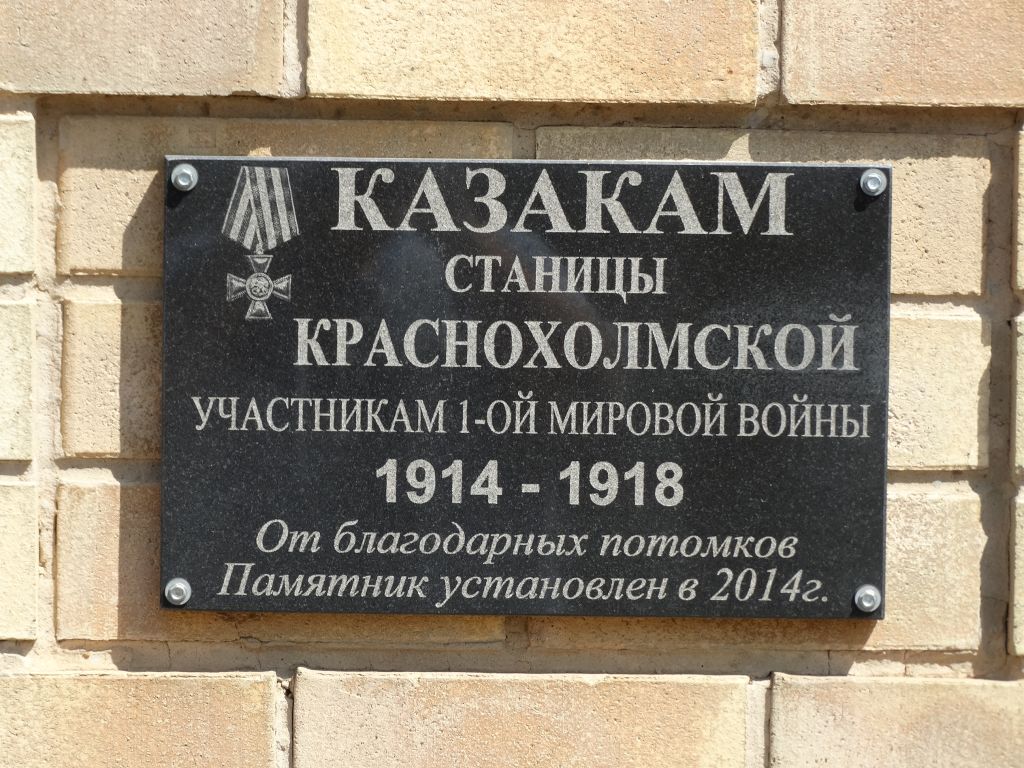 КАЗАКАМ
СТАНИЦЫ
КРАСНОХОЛМСКОЙ
УЧАСТНИКАМ 1-ОЙ МИРОВОЙ ВОЙНЫ
1914 - 1918
От благодарных потомков
Памятник установлен в 2014г.